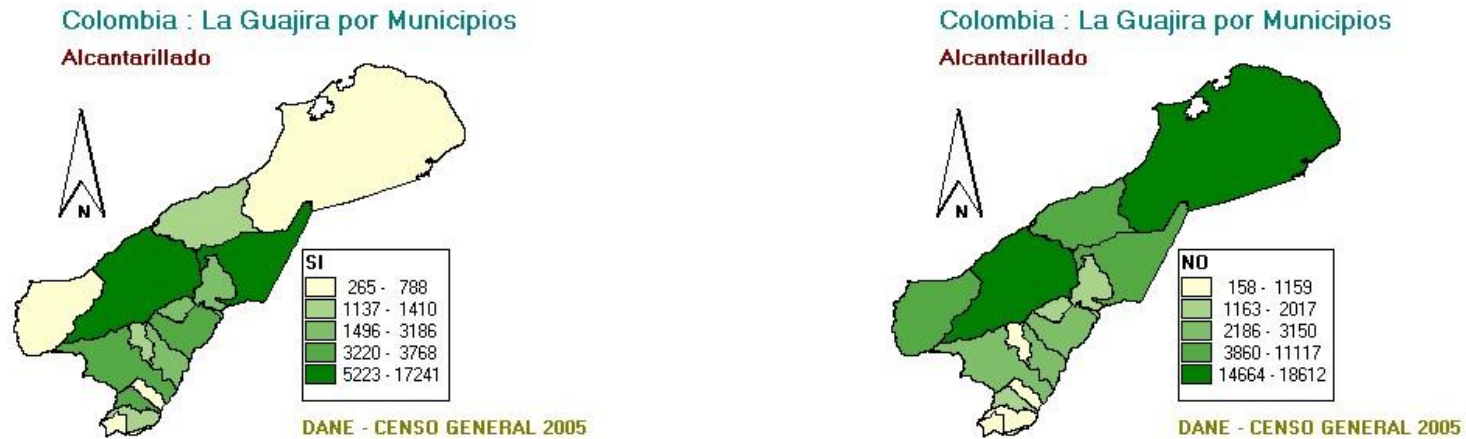 Colombia : La Guajira por Municipios
Alcantarillado
N
SI
265 - 788
1137 - 1410
1496 - 3186
3220 - 3768
5223 - 17241
DANE - CENSO GENERAL 2005
Colombia : La Guajira por Municipios
Alcantarillado
N
NO
158 - 1159
1163 - 2017
2186 - 3150
3860 - 11117
14664 - 18612
DANE - CENSO GENERAL 2005